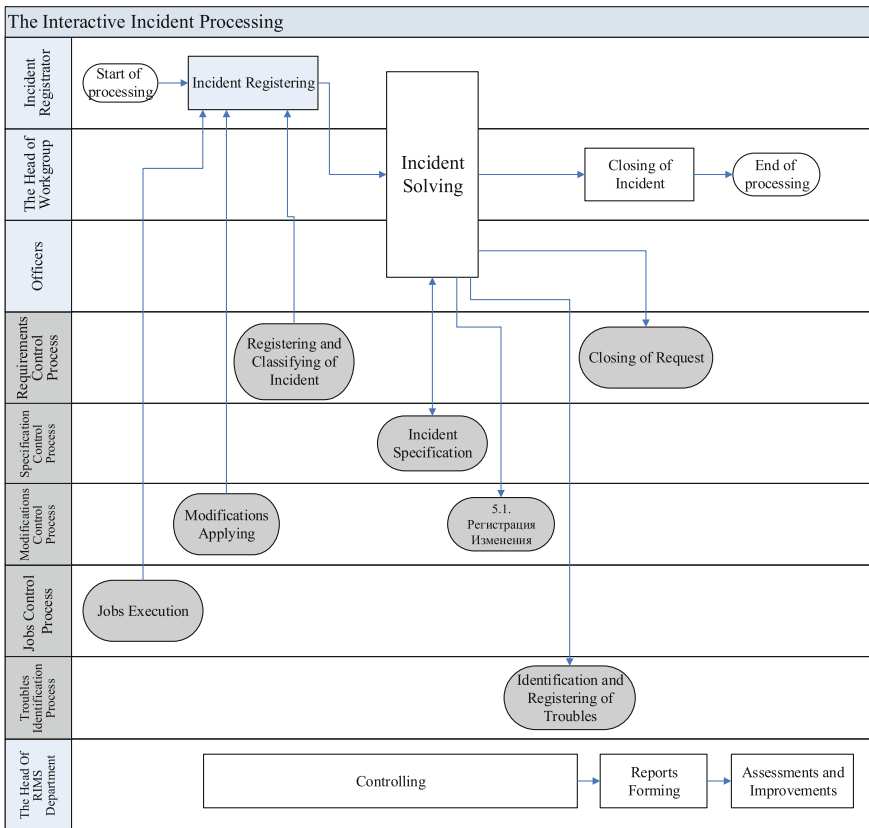 The Interactive Incident Processing
Incident
Registrator
Start of
processing
Incident Registering
Incident
Solving
The Head of
Workgroup
Closing of
Incident
End of
processing
Officers
Requirements
Control
Process
Registering and
Classifying of
Incident
Closing of Request
Specification
Control
Process
Incident
Specification
Modifications
Control
Process
Modifications
Applying
5.1.
Регистрация
Изменения
Jobs Control
Process
Jobs Execution
Troubles
Identification
Process
Identification and
Registering of
Troubles
The Head Of
RIMS
Department
Controlling
Reports
Forming
Assessments and
Improvements